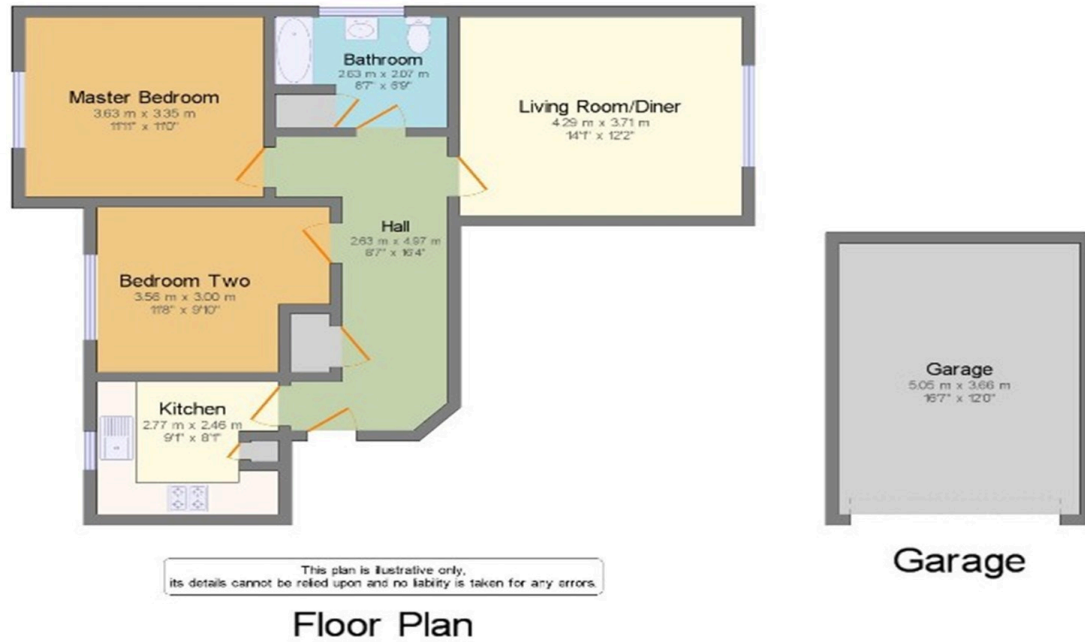 Bathroom
2.63 m x 2.07 m
8'7" x 6'9"
Master Bedroom
3.63 m x 3.35 m
11'11" x 11'0"
Living Room/Diner
4.29 m x 3.71 m
14'1" x 12'2"
Hall
2.63 m x 4.97 m
8'7" x 16'4"
Bedroom Two
3.56 m x 3.00 m
11'8" x 9'10"
Kitchen
2.77 m x 2.46 m
9'1" x 8'1"
Garage
5.05 m x 3.66 m
16'7" x 12'0"
Garage
This plan is illustrative only,
its details cannot be relied upon and no liability is taken for any errors.
Floor Plan